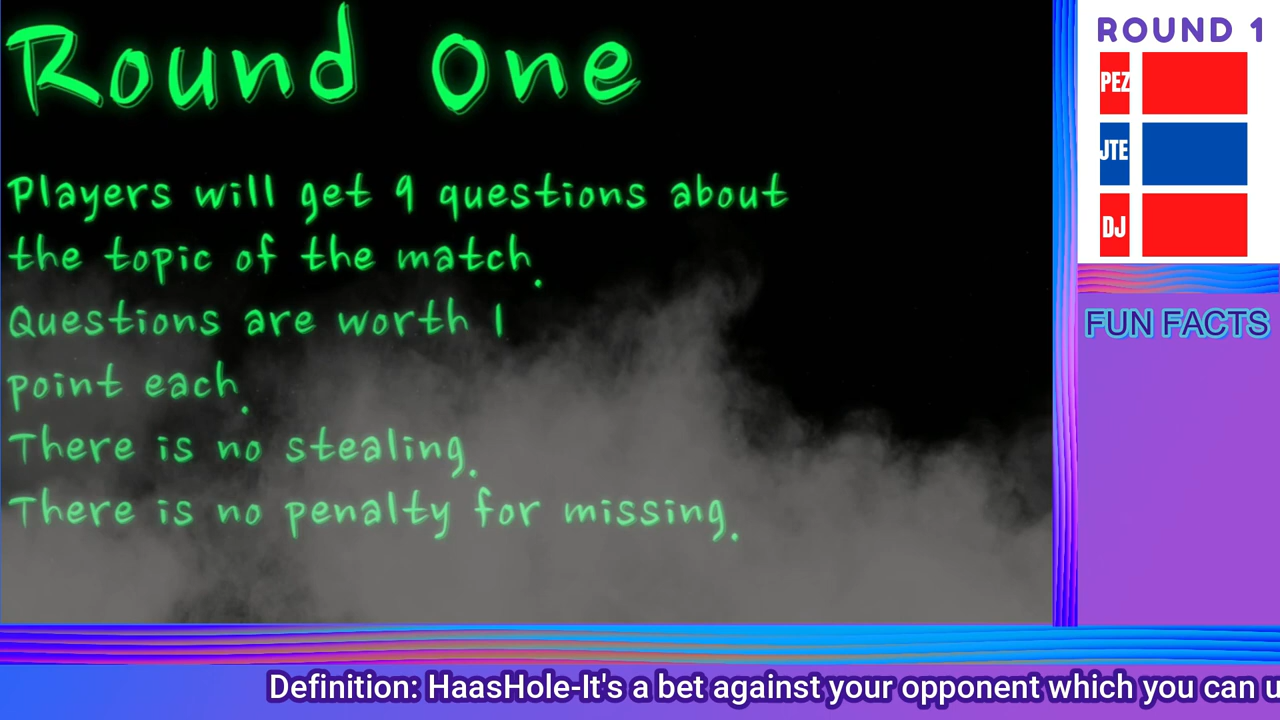 Round One
Players will get 9 questions about
the topic of the match.
Questions are worth 1
point each.
There is no stealing.
There is no penalty for missing.
ROUND 1
PEZ
JTE
DJ
FUN FACTS
Definition: HaasHole-It's a bet against your opponent which you can u